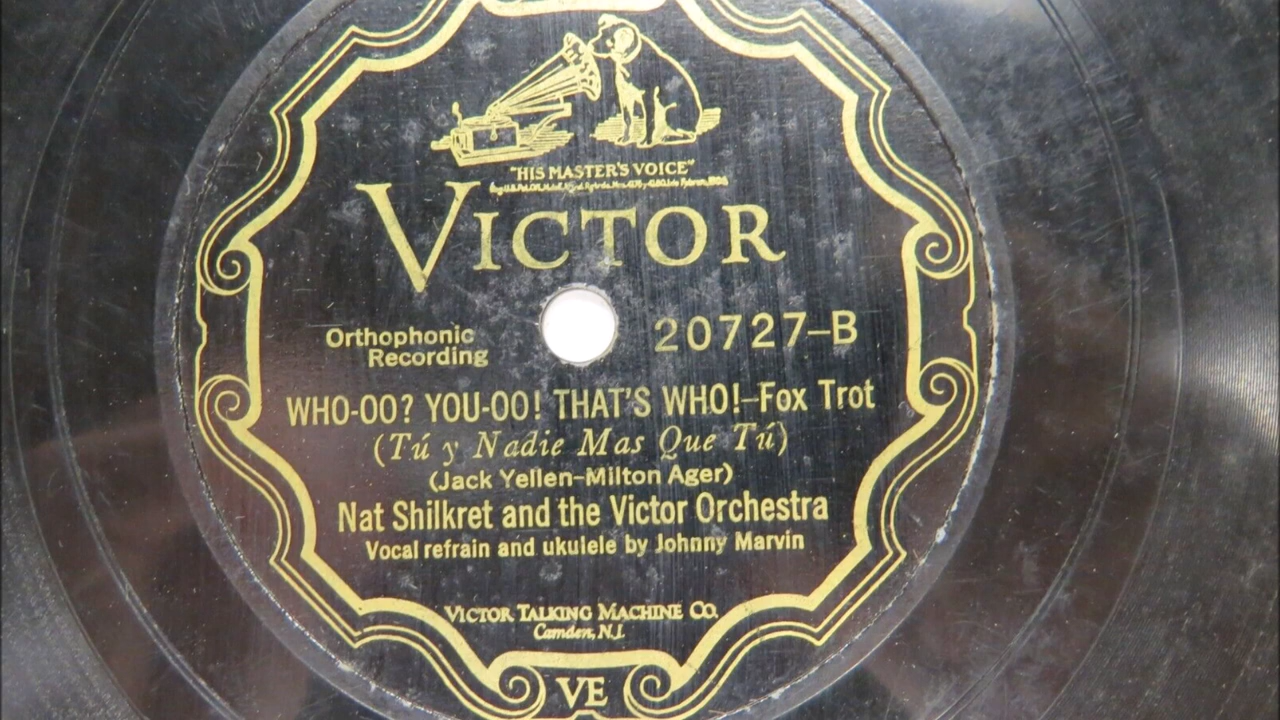 "HIS MASTER'S VOICE"
VICTOR
Orthophonic
Recording
20727-B
WHO-OO? YOU-OO! THAT'S WHO!-Fox Trot
(Tú y Nadie Mas Que Tú)
(Jack Yellen-Milton Ager)
Nat Shilkret and the Victor Orchestra
Vocal refrain and ukulele by Johnny Marvin
VICTOR TALKING MACHINE CO.
Camden, N.J.
VE